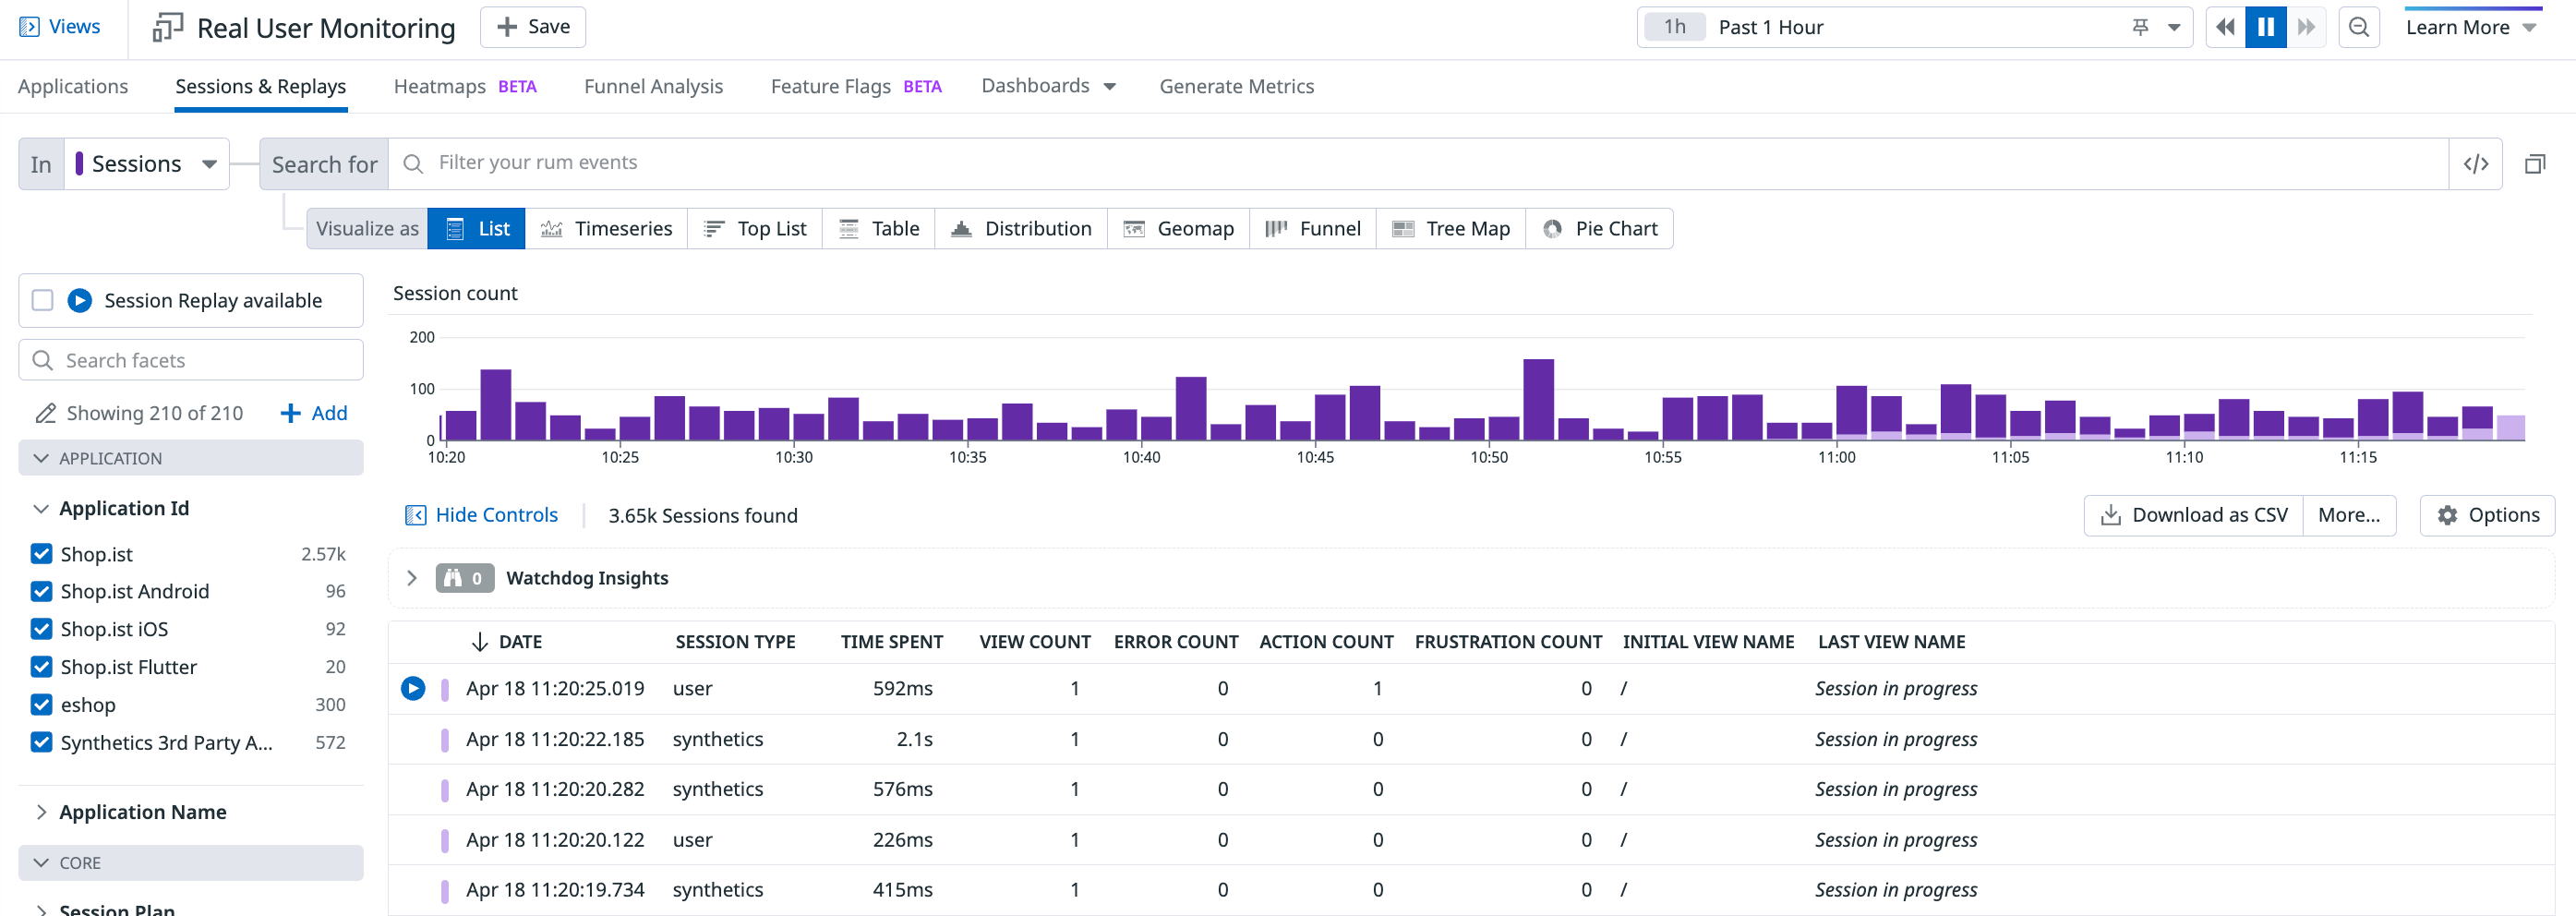 Views
Real User Monitoring
+ Save
1h Past 1 Hour
Learn More
Applications Sessions & Replays Heatmaps BETA Funnel Analysis Feature Flags BETA Dashboards Generate Metrics
In Sessions Search for Filter your rum events </>
Visualize as List Timeseries Top List Table Distribution Geomap Funnel Tree Map Pie Chart
Session Replay available
Search facets
Showing 210 of 210 + Add
APPLICATION
Application Id
Shop.ist 2.57k
Shop.ist Android 96
Shop.ist iOS 92
Shop.ist Flutter 20
eshop 300
Synthetics 3rd Party A... 572
Application Name
CORE
Session Plan
Session count
200
100
0
10:20 10:25 10:30 10:35 10:40 10:45 10:50 10:55 11:00 11:05 11:10 11:15
Hide Controls 3.65k Sessions found Download as CSV More... Options
0 Watchdog Insights
DATE SESSION TYPE TIME SPENT VIEW COUNT ERROR COUNT ACTION COUNT FRUSTRATION COUNT INITIAL VIEW NAME LAST VIEW NAME
Apr 18 11:20:25.019 user 592ms 1 0 1 0 / Session in progress
Apr 18 11:20:22.185 synthetics 2.1s 1 0 0 0 / Session in progress
Apr 18 11:20:20.282 synthetics 576ms 1 0 0 0 / Session in progress
Apr 18 11:20:20.122 user 226ms 1 0 0 0 / Session in progress
Apr 18 11:20:19.734 synthetics 415ms 1 0 0 0 / Session in progress